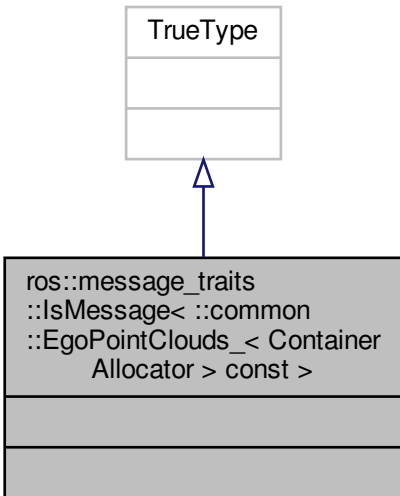 TrueType
ros::message_traits
::IsMessage< ::common
::EgoPointClouds_< Container
Allocator > const >